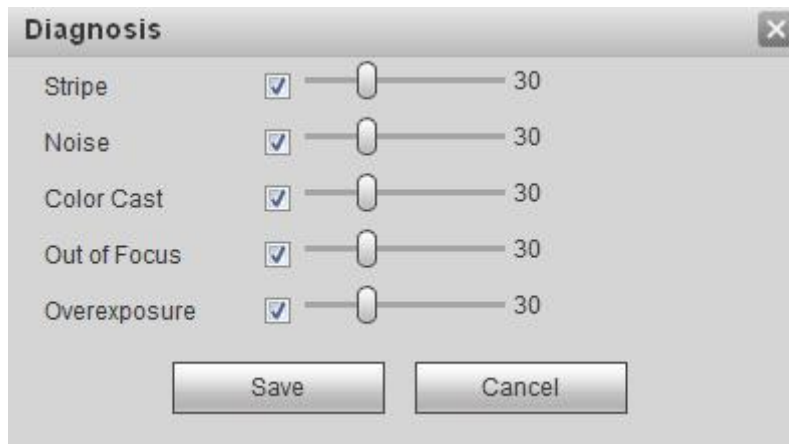 Diagnosis
Stripe 30
Noise 30
Color Cast 30
Out of Focus 30
Overexposure 30
Save Cancel